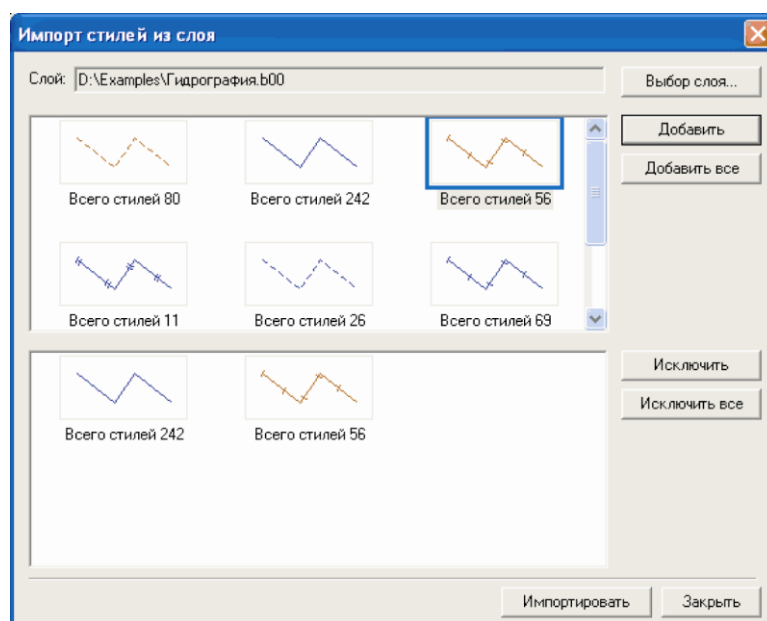 Импорт стилей из слоя
Слой: D:\Examples\Гидрография.b00
Выбор слоя...
Добавить
Добавить все
Всего стилей 80 Всего стилей 242 Всего стилей 56
Всего стилей 11 Всего стилей 26 Всего стилей 69
Исключить
Исключить все
Всего стилей 242 Всего стилей 56
Импортировать Закрыть